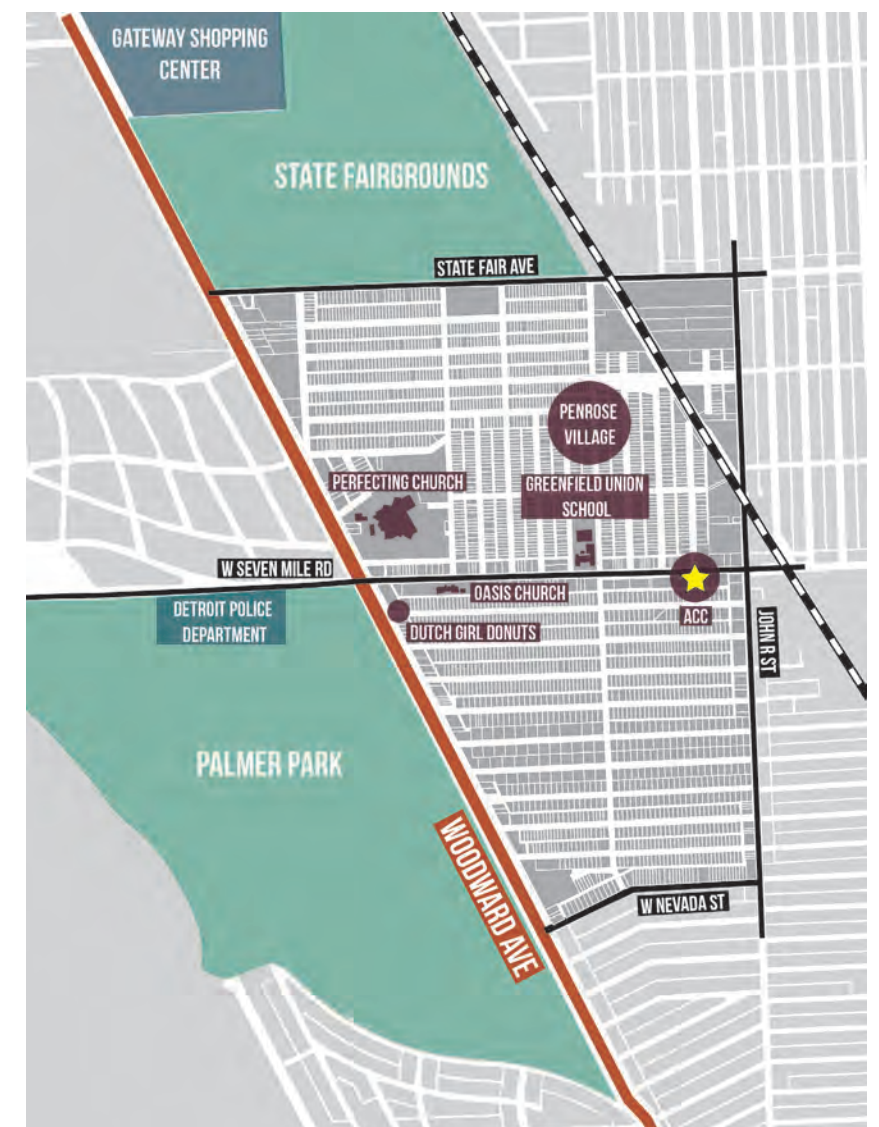 GATEWAY SHOPPING
CENTER
STATE FAIRGROUNDS
STATE FAIR AVE
PENROSE
VILLAGE
PERFECTING CHURCH
GREENFIELD UNION
SCHOOL
W SEVEN MILE RD
OASIS CHURCH
DETROIT POLICE
DEPARTMENT
DUTCH GIRL DONUTS
ACC
JOHN R ST
PALMER PARK
WOODWARD AVE
W NEVADA ST